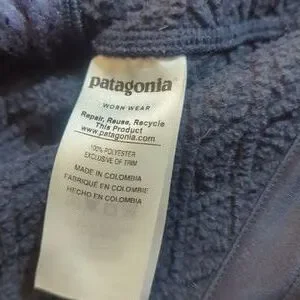 patagonia
WORN WEAR
Repair, Reuse, Recycle
This Product
www.patagonia.com
100% POLYESTER
EXCLUSIVE OF TRIM
MADE IN COLOMBIA
FABRIQUÉ EN COLOMBIE
HECHO EN COLOMBIA